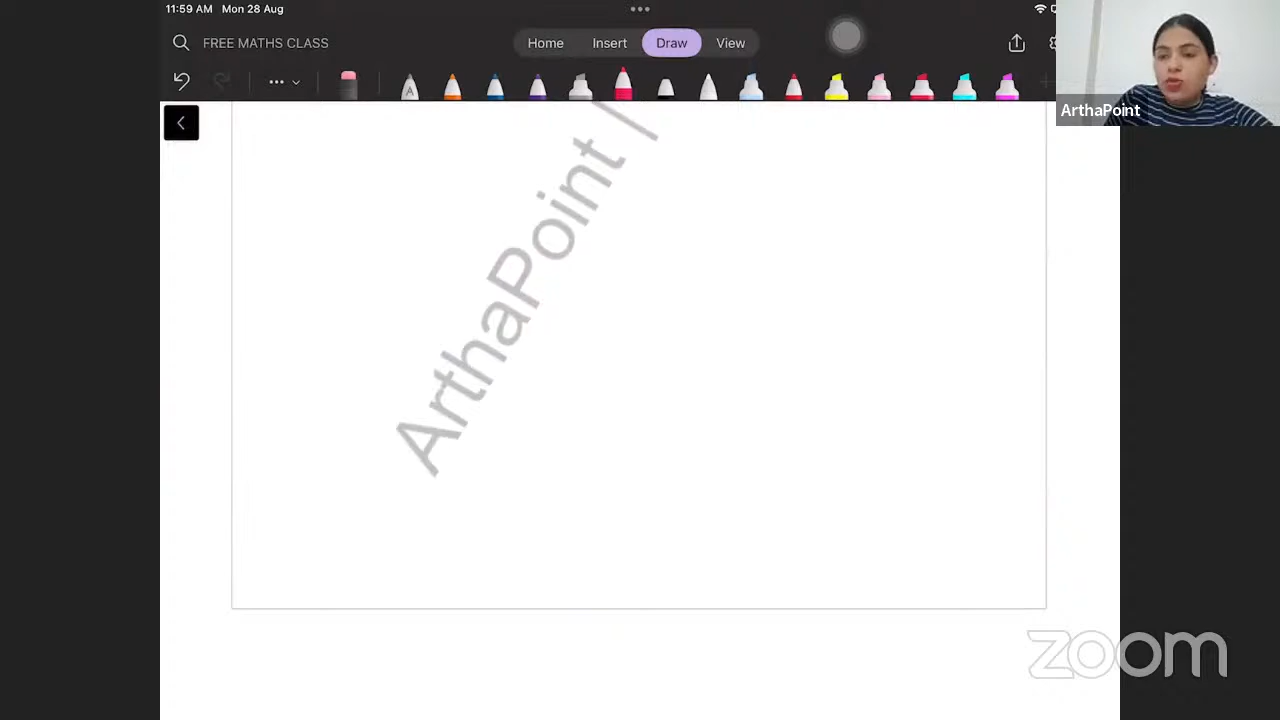 11:59 AM Mon 28 Aug
FREE MATHS CLASS
Home Insert Draw View
A
ArthaPoint
ArthaPoint |
zoom